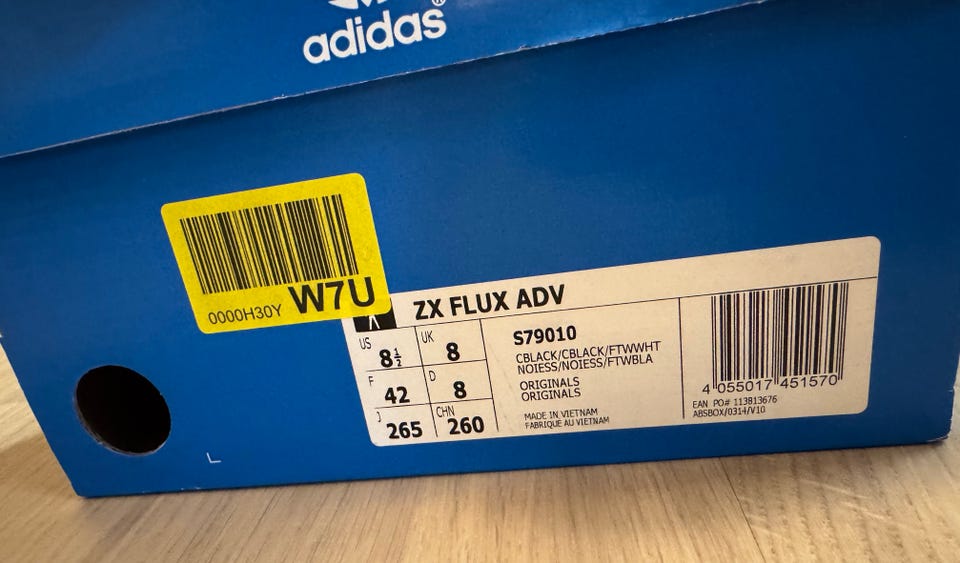 adidas®
0000H30Y W7U
ZX FLUX ADV
US 8½ UK 8
F 42 D 8
J 265 CHN 260
S79010
CBLACK/CBLACK/FTWWHT
NOIESS/NOIESS/FTWBLA
ORIGINALS
ORIGINALS
MADE IN VIETNAM
FABRIQUE AU VIETNAM
4 055017 451570
EAN PO# 113813676
ABSBOX/0314/V10
L